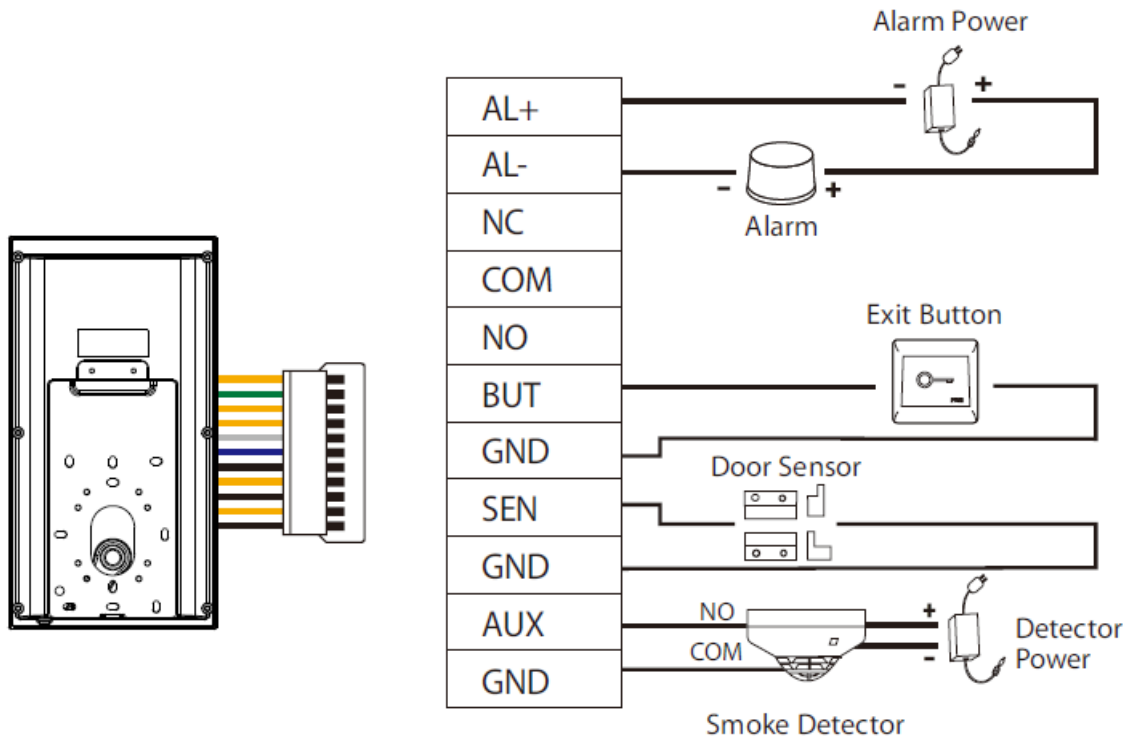 Alarm Power
- +
AL+
AL-
- +
Alarm
NC
COM
NO
Exit Button
BUT
GND
Door Sensor
SEN
GND
NO
+
AUX
COM
-
Detector
Power
GND
Smoke Detector